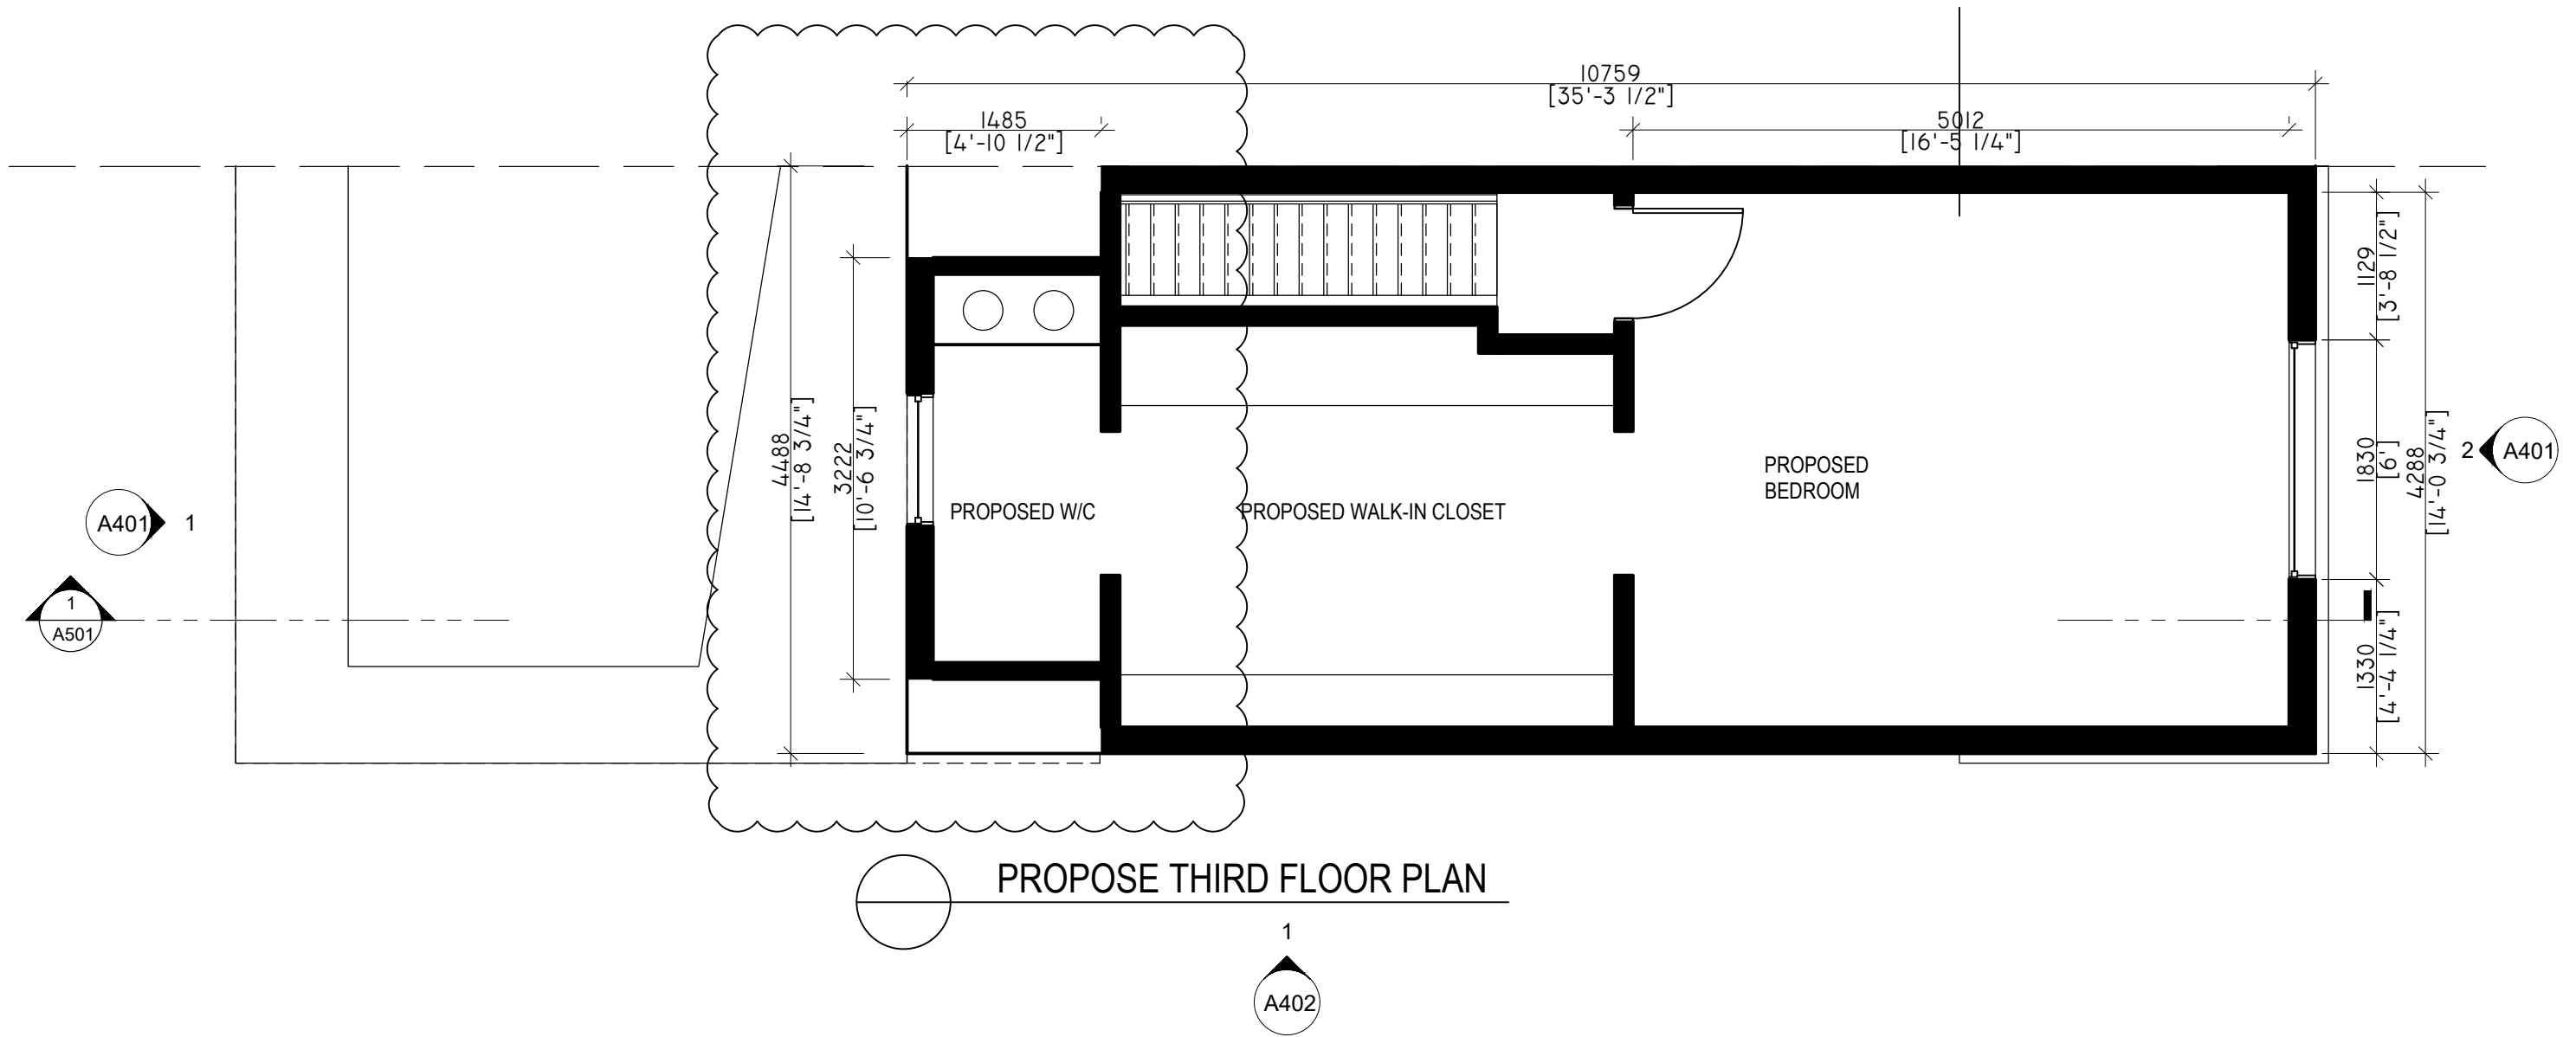 10759
[35'-3 1/2"]
1485
[4'-10 1/2"]
5012
[16'-5 1/4"]
1129
[3'-8 1/2"]
4488
[14'-8 3/4"]
3222
[10'-6 3/4"]
1830
[6']
4288
[14'-0 3/4"]
2
A401
PROPOSED
BEDROOM
A401
1
PROPOSED W/C
PROPOSED WALK-IN CLOSET
1
A501
1330
[4'-4 1/4"]
PROPOSE THIRD FLOOR PLAN
1
A402